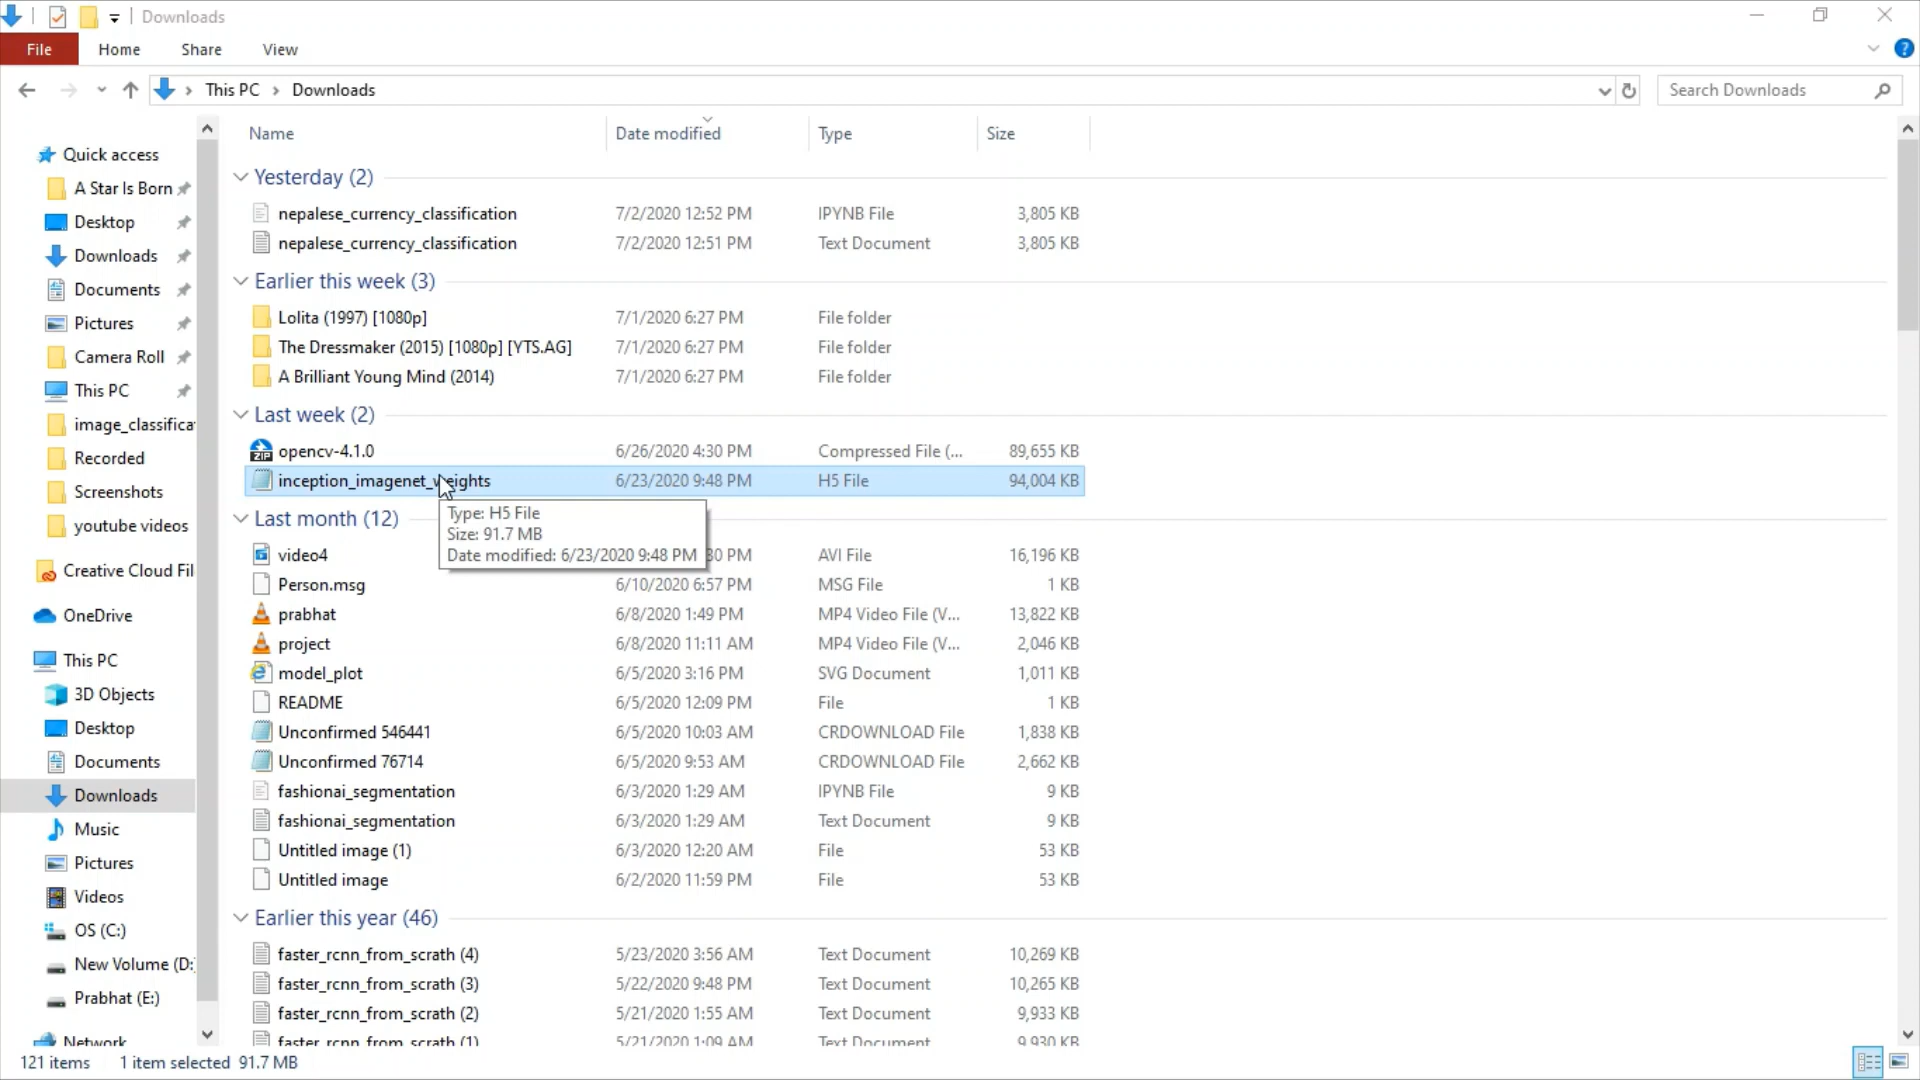 Downloads
File Home Share View
This PC > Downloads
Search Downloads
Name Date modified Type Size
Quick access
A Star Is Born
Desktop
Downloads
Documents
Pictures
Camera Roll
This PC
image_classifica
Recorded
Screenshots
youtube videos
Creative Cloud Fil
OneDrive
This PC
3D Objects
Desktop
Documents
Downloads
Music
Pictures
Videos
OS (C:)
New Volume (D:
Prabhat (E:)
Network
Yesterday (2)
nepalese_currency_classification 7/2/2020 12:52 PM IPYNB File 3,805 KB
nepalese_currency_classification 7/2/2020 12:51 PM Text Document 3,805 KB
Earlier this week (3)
Lolita (1997) [1080p] 7/1/2020 6:27 PM File folder
The Dressmaker (2015) [1080p] [YTS.AG] 7/1/2020 6:27 PM File folder
A Brilliant Young Mind (2014) 7/1/2020 6:27 PM File folder
Last week (2)
ZIP opencv-4.1.0 6/26/2020 4:30 PM Compressed File (... 89,655 KB
inception_imagenet_weights 6/23/2020 9:48 PM H5 File 94,004 KB
Type: H5 File
Size: 91.7 MB
Date modified: 6/23/2020 9:48 PM
Last month (12)
video4 30 PM AVI File 16,196 KB
Person.msg 6/10/2020 6:57 PM MSG File 1 KB
prabhat 6/8/2020 1:49 PM MP4 Video File (V... 13,822 KB
project 6/8/2020 11:11 AM MP4 Video File (V... 2,046 KB
model_plot 6/5/2020 3:16 PM SVG Document 1,011 KB
README 6/5/2020 12:09 PM File 1 KB
Unconfirmed 546441 6/5/2020 10:03 AM CRDOWNLOAD File 1,838 KB
Unconfirmed 76714 6/5/2020 9:53 AM CRDOWNLOAD File 2,662 KB
fashionai_segmentation 6/3/2020 1:29 AM IPYNB File 9 KB
fashionai_segmentation 6/3/2020 1:29 AM Text Document 9 KB
Untitled image (1) 6/3/2020 12:20 AM File 53 KB
Untitled image 6/2/2020 11:59 PM File 53 KB
Earlier this year (46)
faster_rcnn_from_scrath (4) 5/23/2020 3:56 AM Text Document 10,269 KB
faster_rcnn_from_scrath (3) 5/22/2020 9:48 PM Text Document 10,265 KB
faster_rcnn_from_scrath (2) 5/21/2020 1:55 AM Text Document 9,933 KB
faster_rcnn_from_scrath (1) 5/21/2020 1:09 AM Text Document 9,930 KB
121 items 1 item selected 91.7 MB